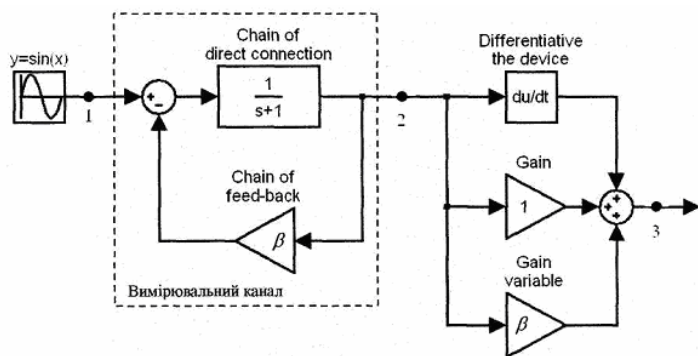 y=sin(x)
1
Chain of
direct connection
1
s+1
Chain of
feed-back
β
Вимірювальний канал
2
Differentiative
the device
du/dt
Gain
1
Gain
variable
β
3